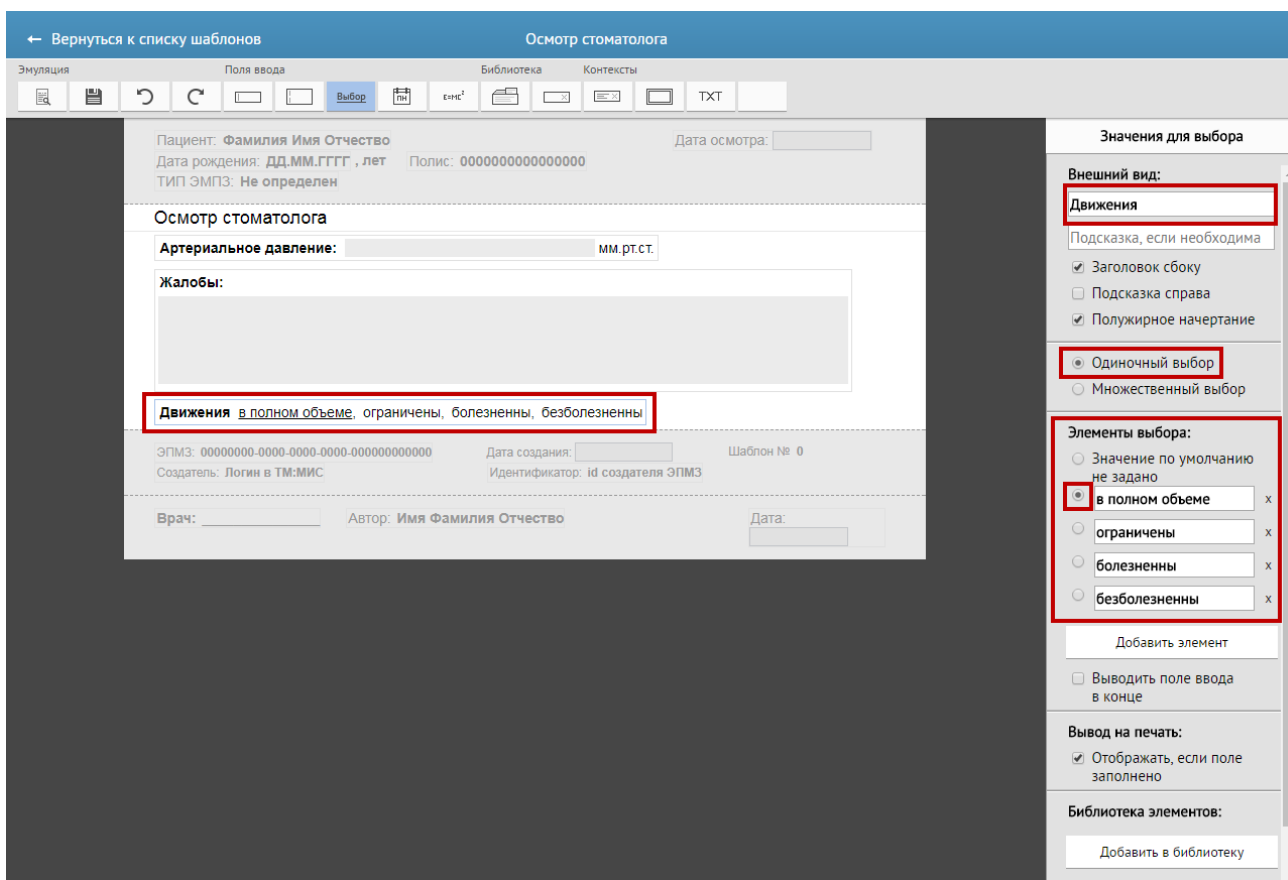 ← Вернуться к списку шаблонов Осмотр стоматолога
Эмуляция Поля ввода Библиотека Контексты
Выбор ПН E=MC² TXT
Пациент: Фамилия Имя Отчество Дата осмотра:
Дата рождения: ДД.ММ.ГГГГ , лет Полис: 0000000000000000
ТИП ЭМПЗ: Не определен
Осмотр стоматолога
Артериальное давление: мм.рт.ст.
Жалобы:
Движения в полном объеме, ограничены, болезненны, безболезненны
ЭПМЗ: 00000000-0000-0000-0000-000000000000 Дата создания: Шаблон № 0
Создатель: Логин в ТМ:МИС Идентификатор: id создателя ЭПМЗ
Врач: Автор: Имя Фамилия Отчество Дата:
Значения для выбора
Внешний вид:
Движения
Подсказка, если необходима
Заголовок сбоку
Подсказка справа
Полужирное начертание
Одиночный выбор
Множественный выбор
Элементы выбора:
Значение по умолчанию
не задано
в полном объеме x
ограничены x
болезненны x
безболезненны x
Добавить элемент
Выводить поле ввода
в конце
Вывод на печать:
Отображать, если поле
заполнено
Библиотека элементов:
Добавить в библиотеку